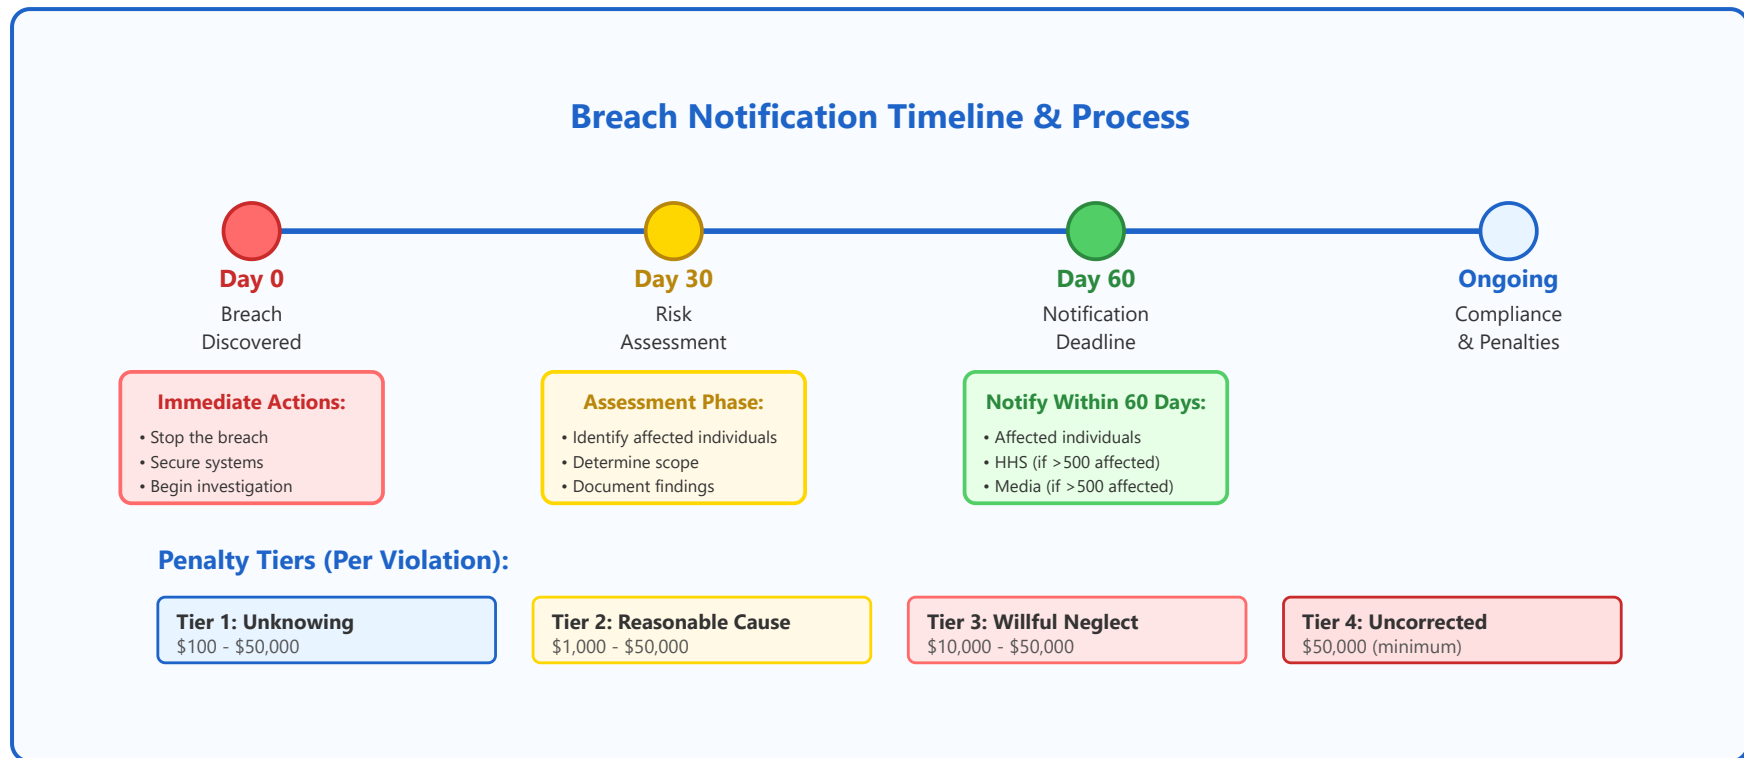 Breach Notification Timeline & Process
Day 0
Breach
Discovered
Day 30
Risk
Assessment
Day 60
Notification
Deadline
Ongoing
Compliance
& Penalties
Immediate Actions:
• Stop the breach
• Secure systems
• Begin investigation
Assessment Phase:
• Identify affected individuals
• Determine scope
• Document findings
Notify Within 60 Days:
• Affected individuals
• HHS (if >500 affected)
• Media (if >500 affected)
Penalty Tiers (Per Violation):
Tier 1: Unknowing
$100 - $50,000
Tier 2: Reasonable Cause
$1,000 - $50,000
Tier 3: Willful Neglect
$10,000 - $50,000
Tier 4: Uncorrected
$50,000 (minimum)